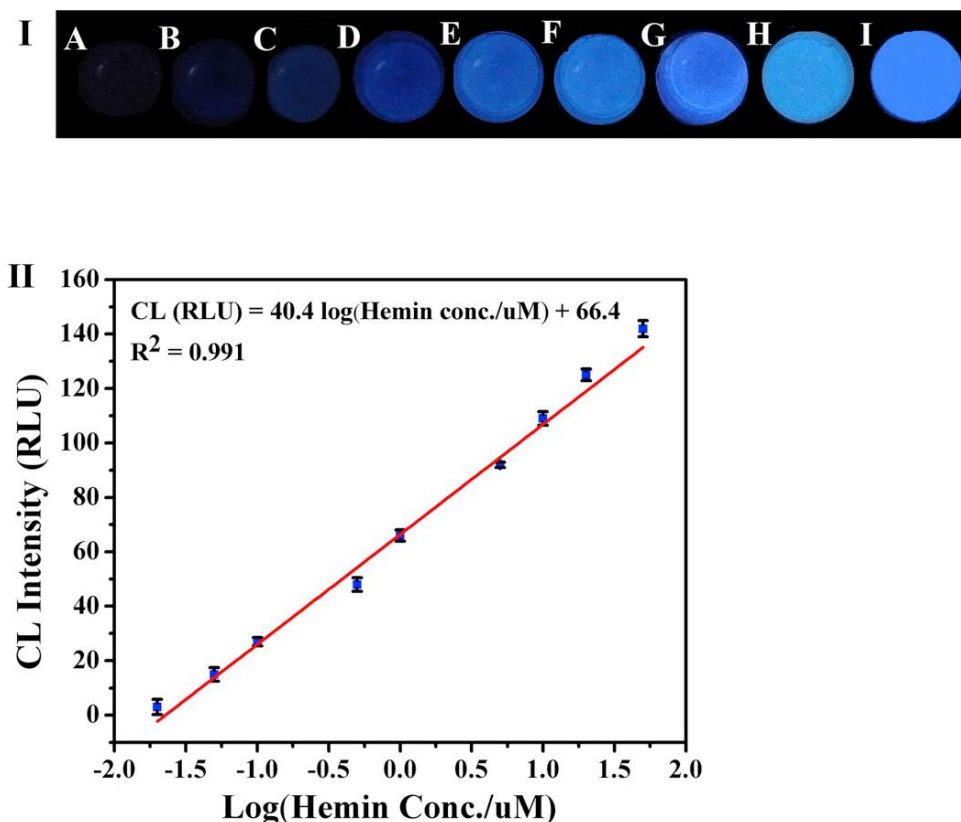 I
A B C D E F G H I
II
CL (RLU) = 40.4 log(Hemin conc./uM) + 66.4
R² = 0.991
CL Intensity (RLU)
160
140
120
100
80
60
40
20
0
-2.0 -1.5 -1.0 -0.5 0.0 0.5 1.0 1.5 2.0
Log(Hemin Conc./uM)